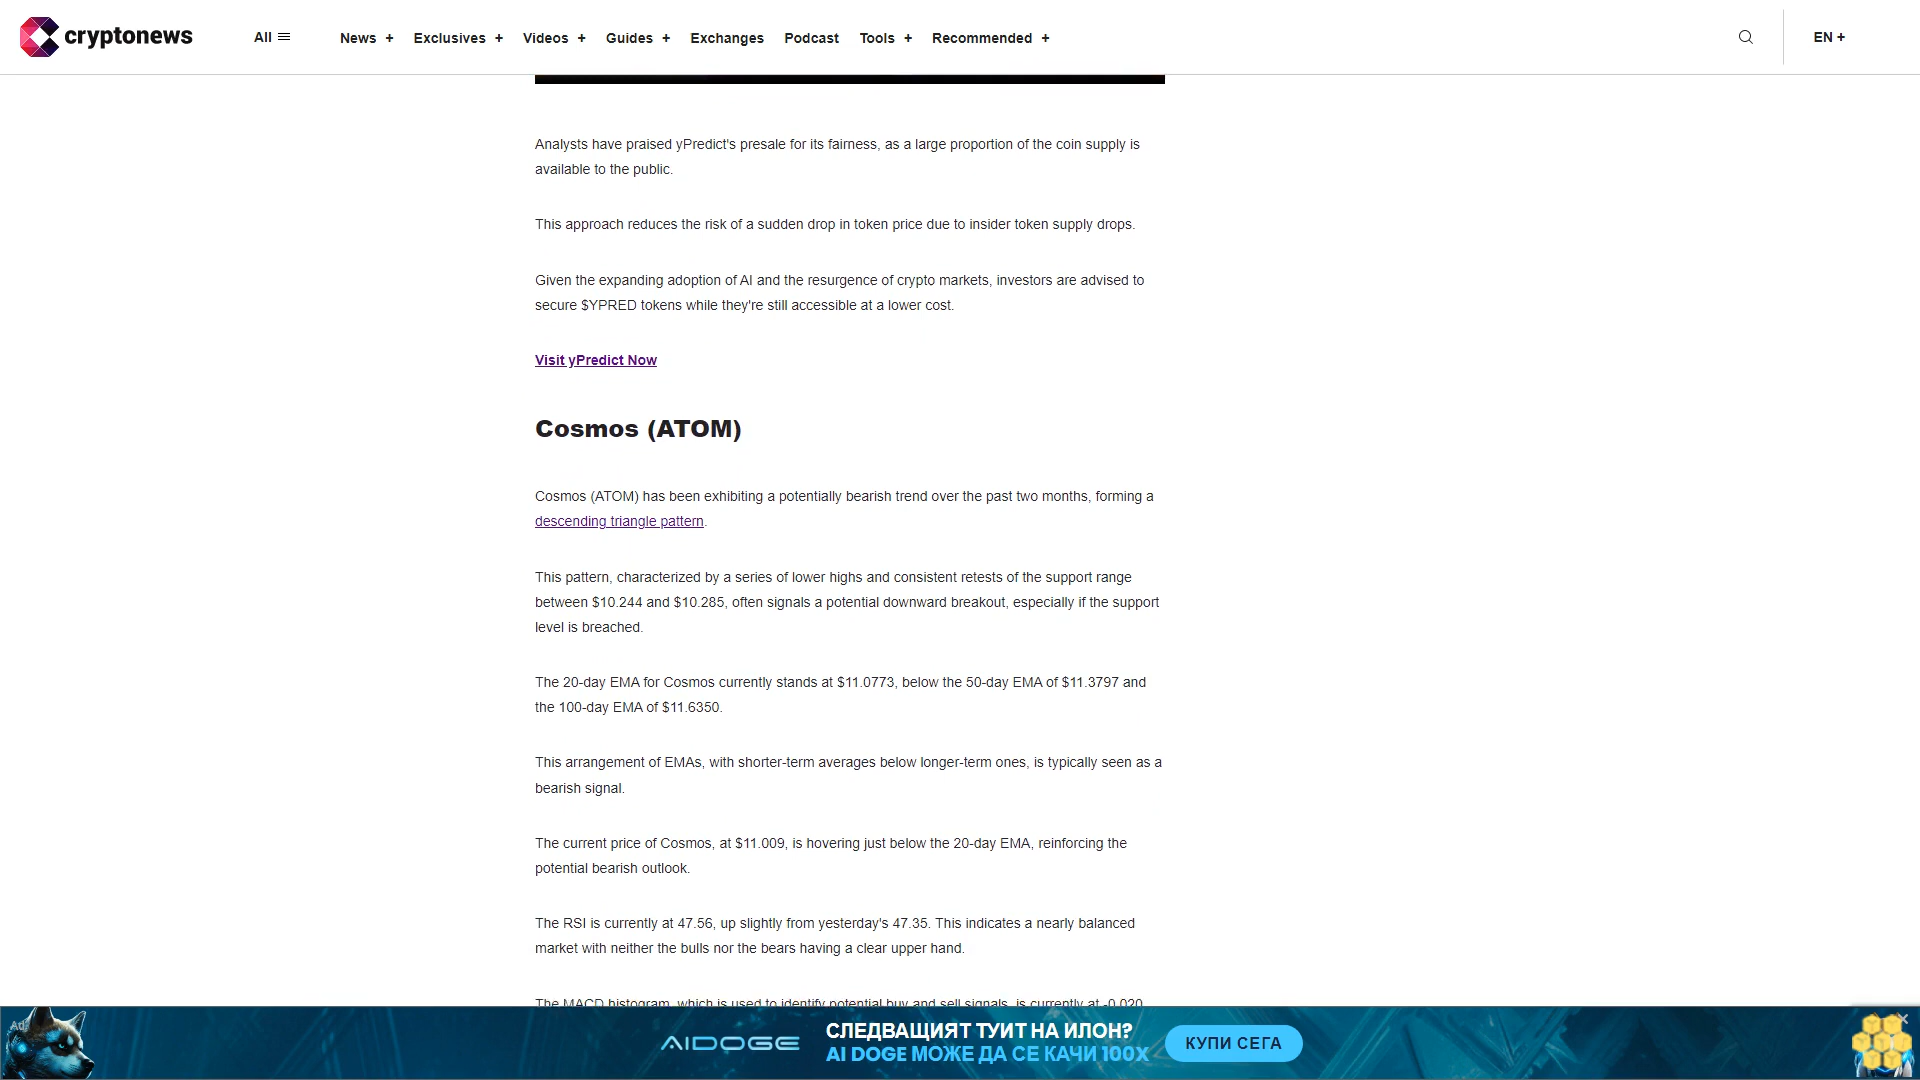 cryptonews
All
News +
Exclusives +
Videos +
Guides +
Exchanges
Podcast
Tools +
Recommended +
EN +
Analysts have praised yPredict's presale for its fairness, as a large proportion of the coin supply is
available to the public.
This approach reduces the risk of a sudden drop in token price due to insider token supply drops.
Given the expanding adoption of AI and the resurgence of crypto markets, investors are advised to
secure $YPRED tokens while they're still accessible at a lower cost.
Visit yPredict Now
Cosmos (ATOM)
Cosmos (ATOM) has been exhibiting a potentially bearish trend over the past two months, forming a
descending triangle pattern.
This pattern, characterized by a series of lower highs and consistent retests of the support range
between $10.244 and $10.285, often signals a potential downward breakout, especially if the support
level is breached.
The 20-day EMA for Cosmos currently stands at $11.0773, below the 50-day EMA of $11.3797 and
the 100-day EMA of $11.6350.
This arrangement of EMAs, with shorter-term averages below longer-term ones, is typically seen as a
bearish signal.
The current price of Cosmos, at $11.009, is hovering just below the 20-day EMA, reinforcing the
potential bearish outlook.
The RSI is currently at 47.56, up slightly from yesterday's 47.35. This indicates a nearly balanced
market with neither the bulls nor the bears having a clear upper hand.
The MACD histogram, which is used to identify potential buy and sell signals, is currently at -0.020,
Ad
AIDOGE
СЛЕДВАЩИЯТ ТУИТ НА ИЛОН?
AI DOGE МОЖЕ ДА СЕ КАЧИ 100X
КУПИ СЕГА